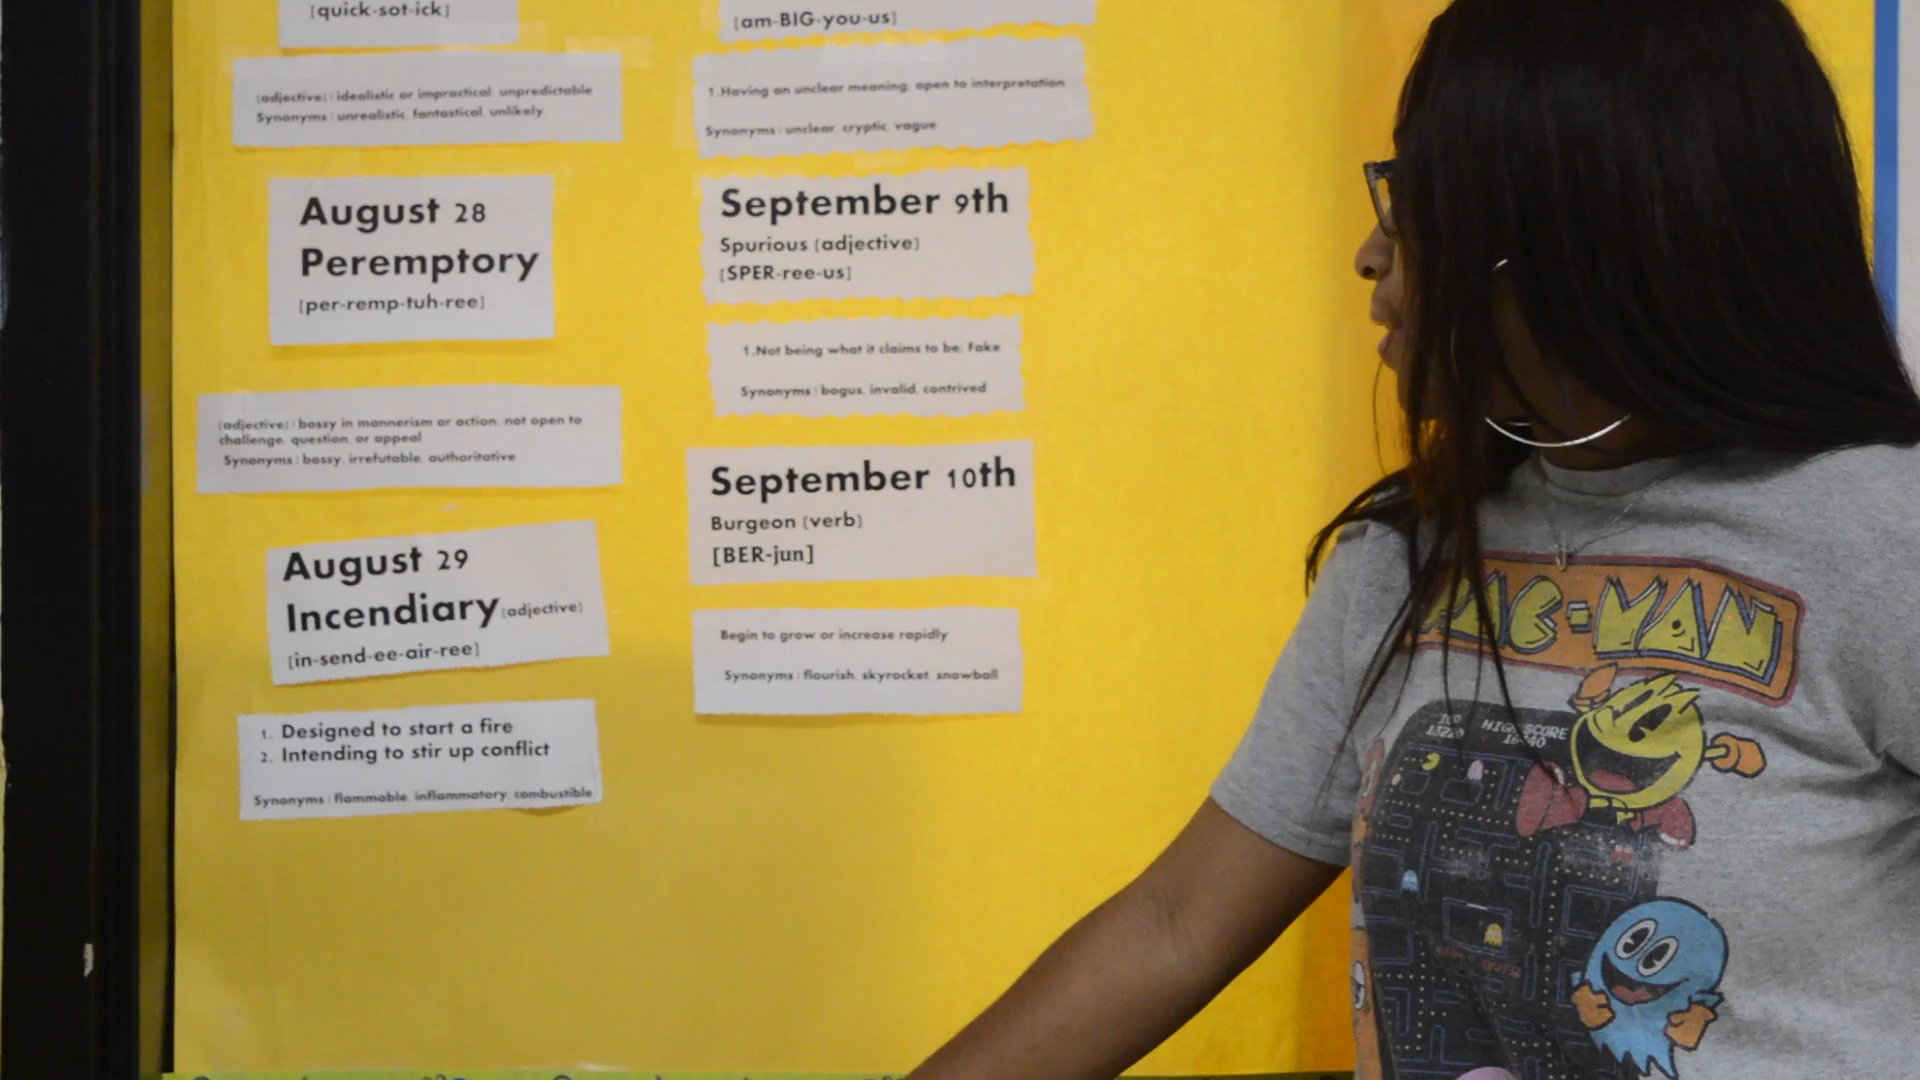 [quick-sot-ick]
(adjective) : idealistic or impractical, unpredictable
Synonyms : unrealistic, fantastical, unlikely
August 28
Peremptory
[per-remp-tuh-ree]
(adjective) : bossy in mannerism or action, not open to
challenge, question, or appeal
Synonyms : bossy, irrefutable, authoritative
August 29
Incendiary (adjective)
[in-send-ee-air-ree]
1. Designed to start a fire
2. Intending to stir up conflict
Synonyms : flammable, inflammatory, combustible
[am-BIG-you-us]
1.Having an unclear meaning; open to interpretation
Synonyms : unclear, cryptic, vague
September 9th
Spurious (adjective)
[SPER-ree-us]
1.Not being what it claims to be; Fake
Synonyms : bogus, invalid, contrived
September 10th
Burgeon (verb)
[BER-jun]
Begin to grow or increase rapidly
Synonyms : flourish, skyrocket, snowball
PAC-MAN
HIGH SCORE